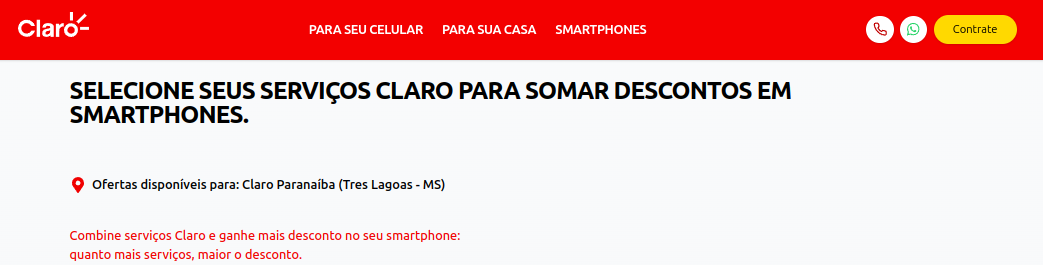 Claro
PARA SEU CELULAR PARA SUA CASA SMARTPHONES
Contrate
SELECIONE SEUS SERVIÇOS CLARO PARA SOMAR DESCONTOS EM
SMARTPHONES.
Ofertas disponíveis para: Claro Paranaíba (Tres Lagoas - MS)
Combine serviços Claro e ganhe mais desconto no seu smartphone:
quanto mais serviços, maior o desconto.